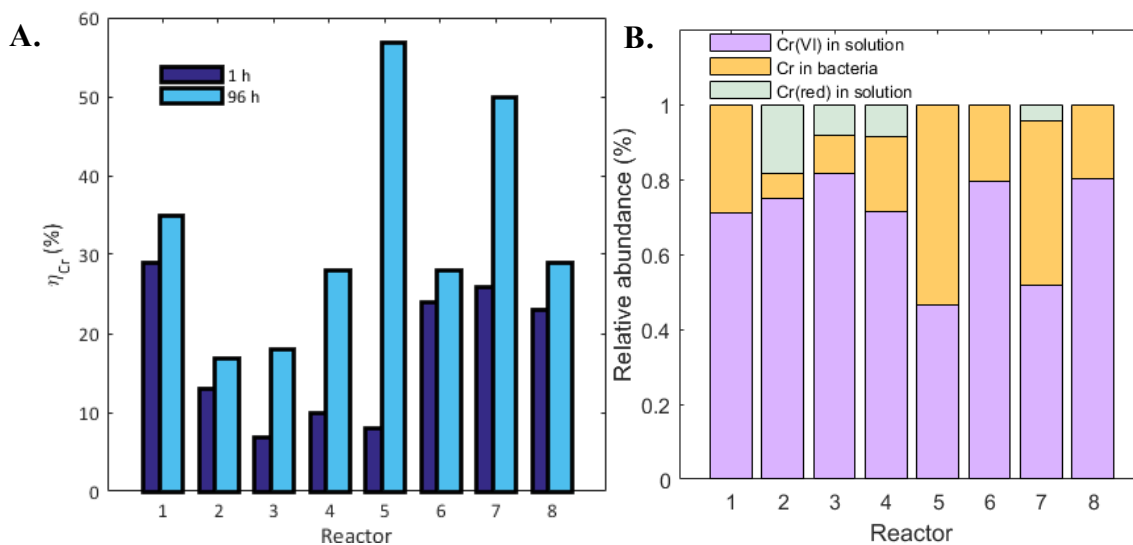 A.
60
50
40
30
20
10
0
η_Cr (%)
1 h
96 h
1 2 3 4 5 6 7 8
Reactor
B.
Cr(VI) in solution
Cr in bacteria
Cr(red) in solution
1
0.8
0.6
0.4
0.2
0
Relative abundance (%)
1 2 3 4 5 6 7 8
Reactor